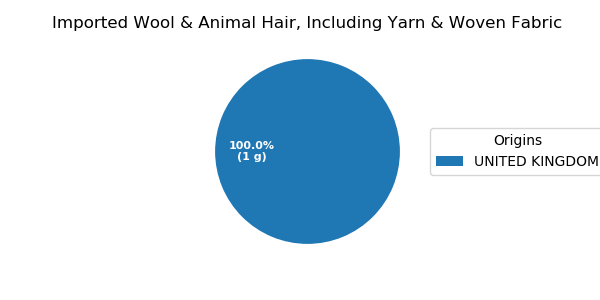 Imported Wool & Animal Hair, Including Yarn & Woven Fabric
100.0%
(1 g)
Origins
UNITED KINGDOM